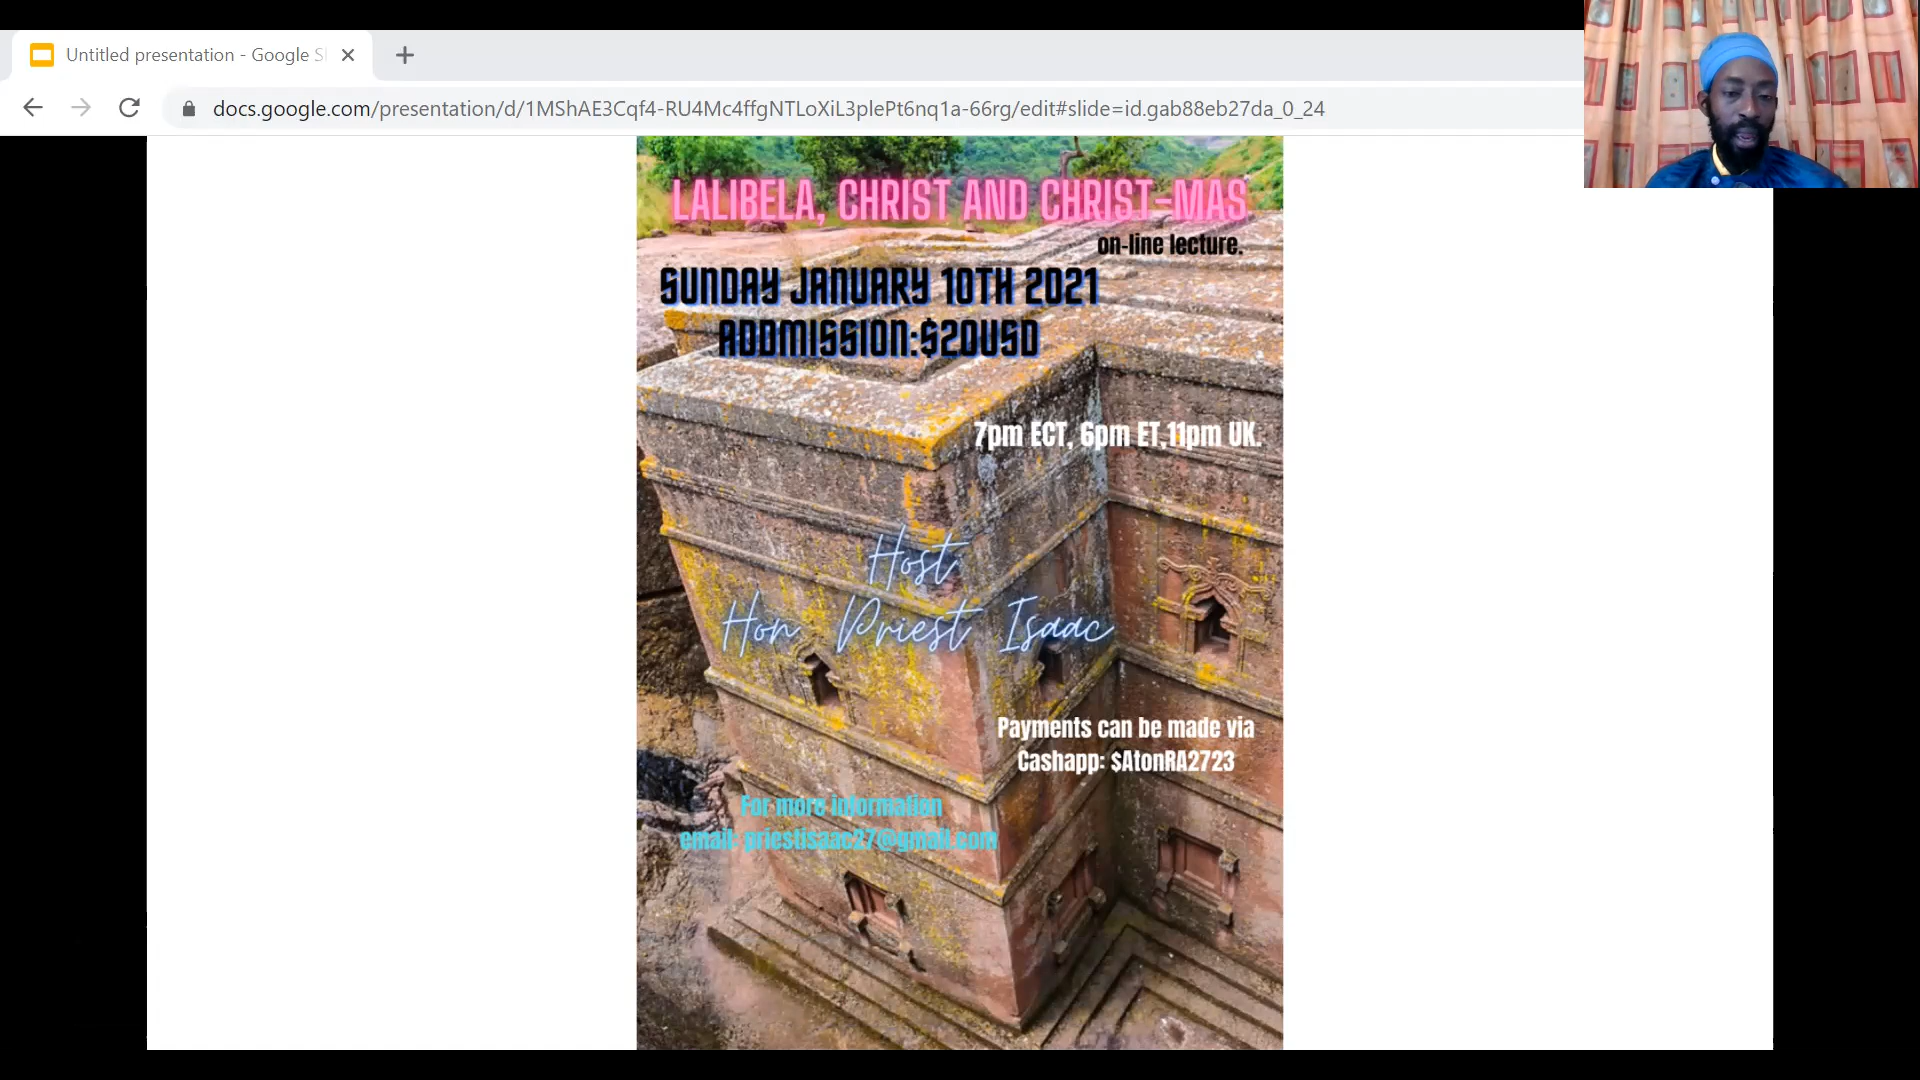 Untitled presentation - Google Sl
docs.google.com/presentation/d/1MShAE3Cqf4-RU4Mc4ffgNTLoXiL3plePt6nq1a-66rg/edit#slide=id.gab88eb27da_0_24
LALIBELA, CHRIST AND CHRIST-MAS
on-line lecture.
SUNDAY JANUARY 10TH 2021
ADDMISSION:$20USD
7pm ECT, 6pm ET,11pm UK.
Host
Hon Priest Isaac
Payments can be made via
Cashapp: $AtonRA2723
For more information
email: priestisaac27@gmail.com